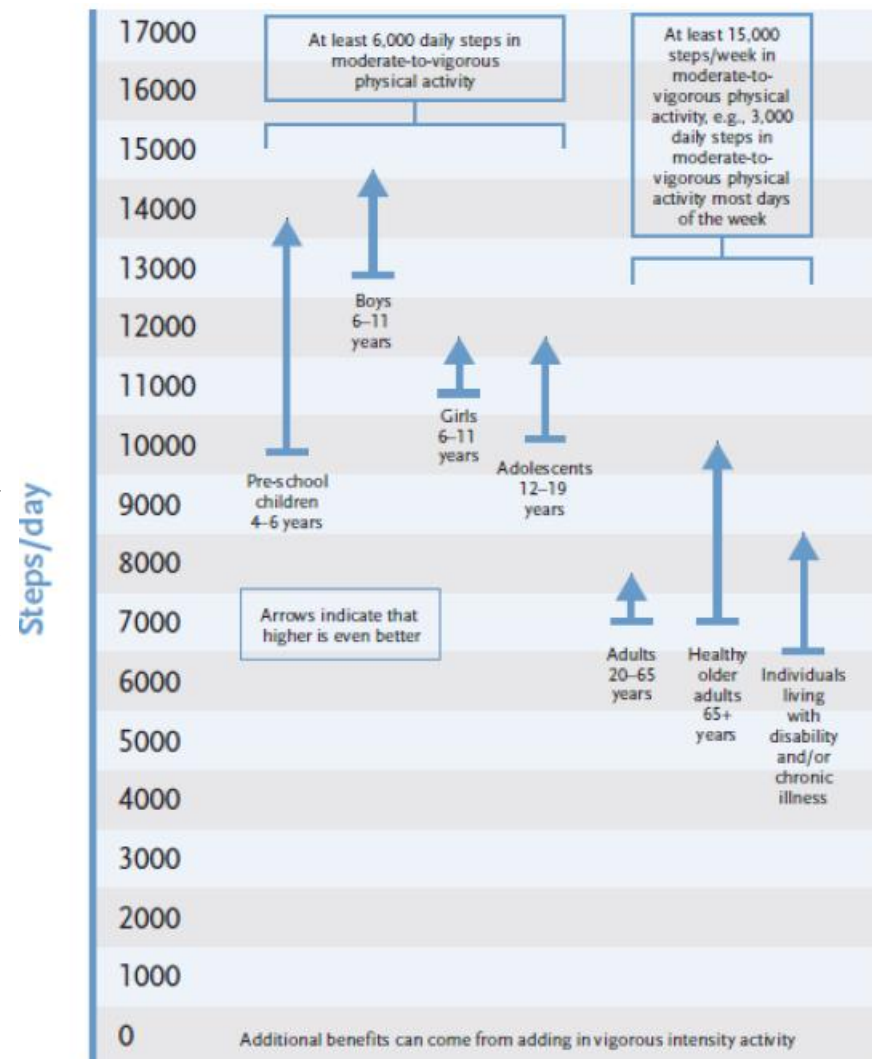 Steps/day
17000
16000
15000
14000
13000
12000
11000
10000
9000
8000
7000
6000
5000
4000
3000
2000
1000
0
At least 6,000 daily steps in
moderate-to-vigorous
physical activity
At least 15,000
steps/week in
moderate-to-
vigorous physical
activity, e.g., 3,000
daily steps in
moderate-to-
vigorous physical
activity most days
of the week
Pre-school
children
4–6 years
Boys
6–11
years
Girls
6–11
years
Adolescents
12–19
years
Arrows indicate that
higher is even better
Adults
20–65
years
Healthy
older
adults
65+
years
Individuals
living
with
disability
and/or
chronic
illness
Additional benefits can come from adding in vigorous intensity activity